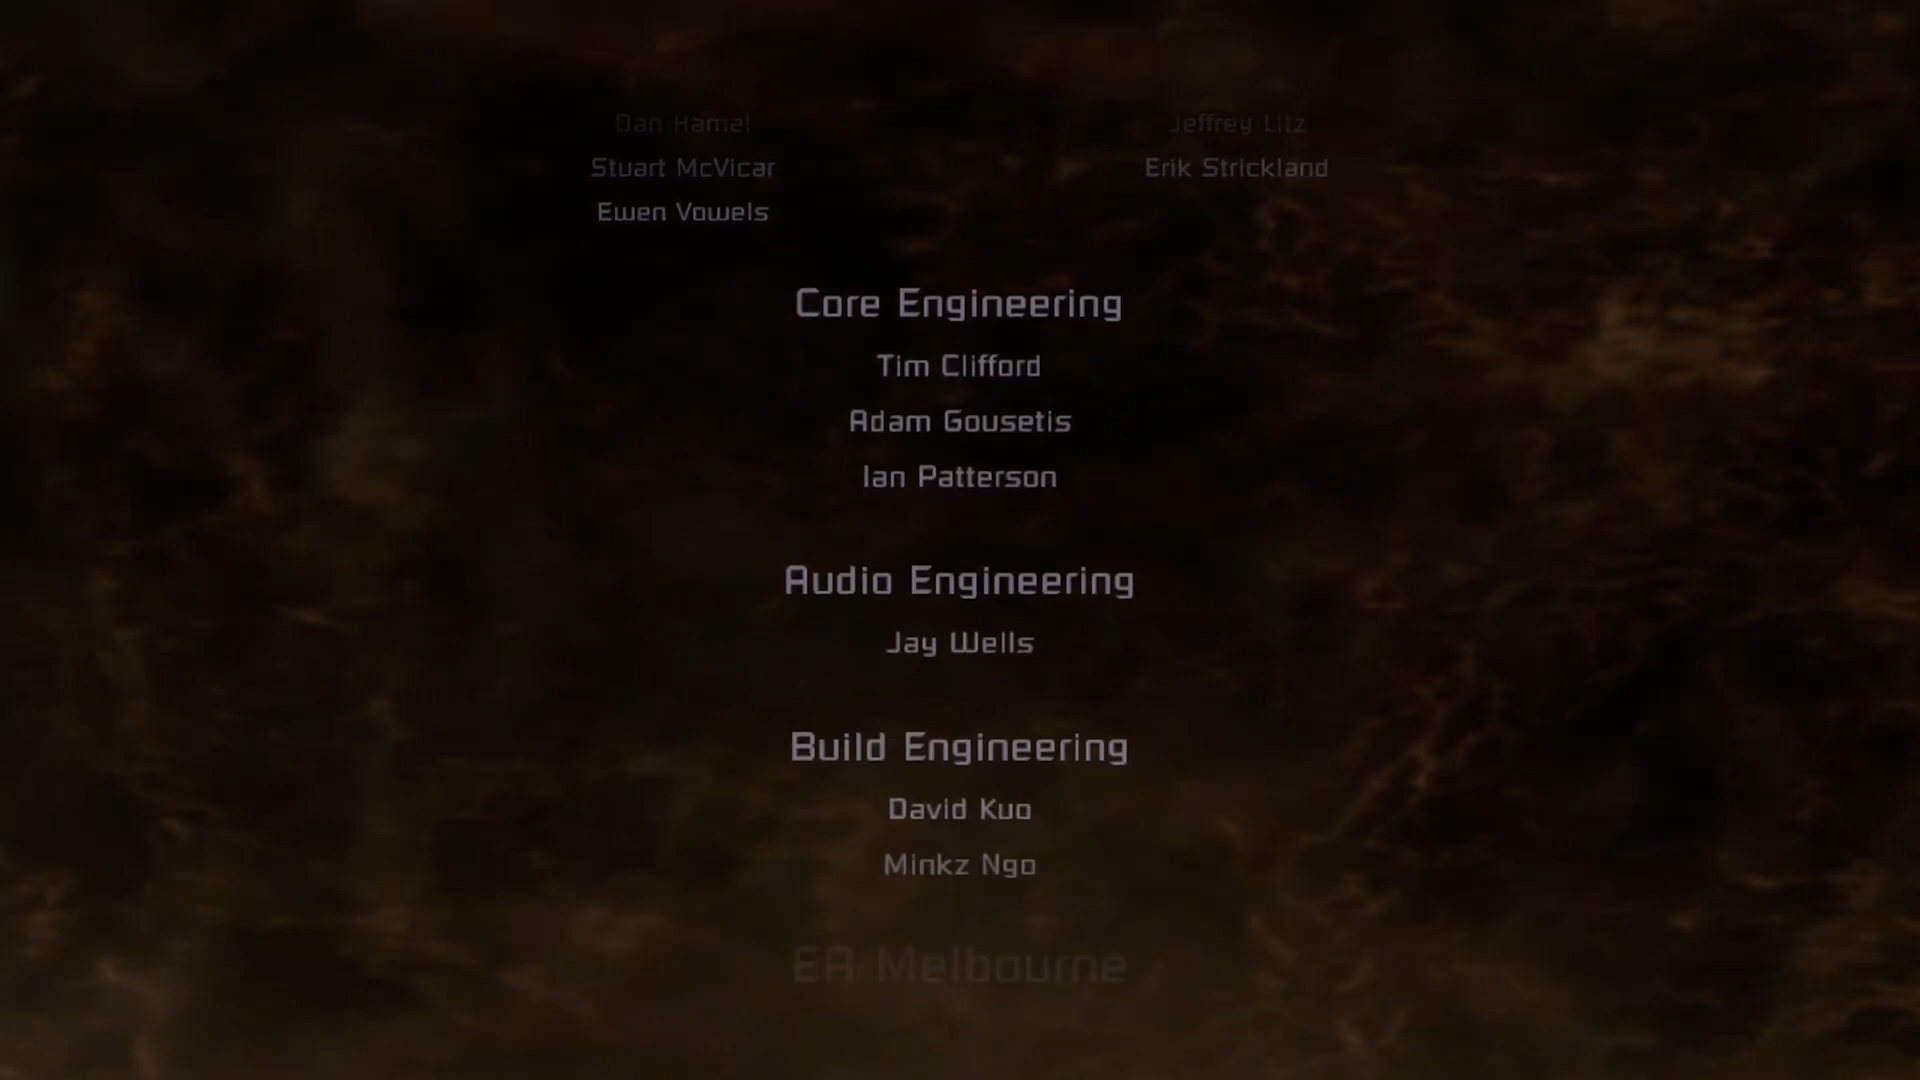 Dan Hamel Jeffrey Litz
Stuart McVicar Erik Strickland
Ewen Vowels
Core Engineering
Tim Clifford
Adam Gousetis
Ian Patterson
Audio Engineering
Jay Wells
Build Engineering
David Kuo
Minkz Ngo
EA Melbourne